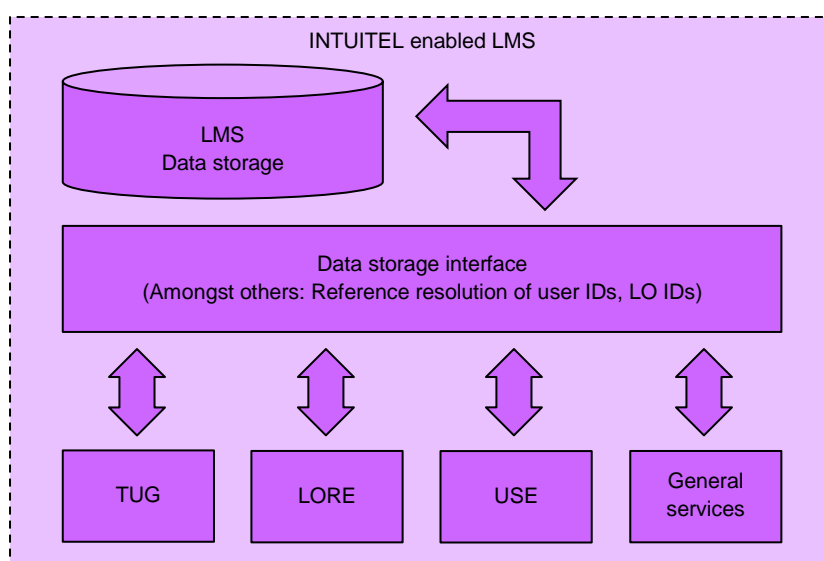 INTUITEL enabled LMS
LMS
Data storage
Data storage interface
(Amongst others: Reference resolution of user IDs, LO IDs)
TUG
LORE
USE
General
services